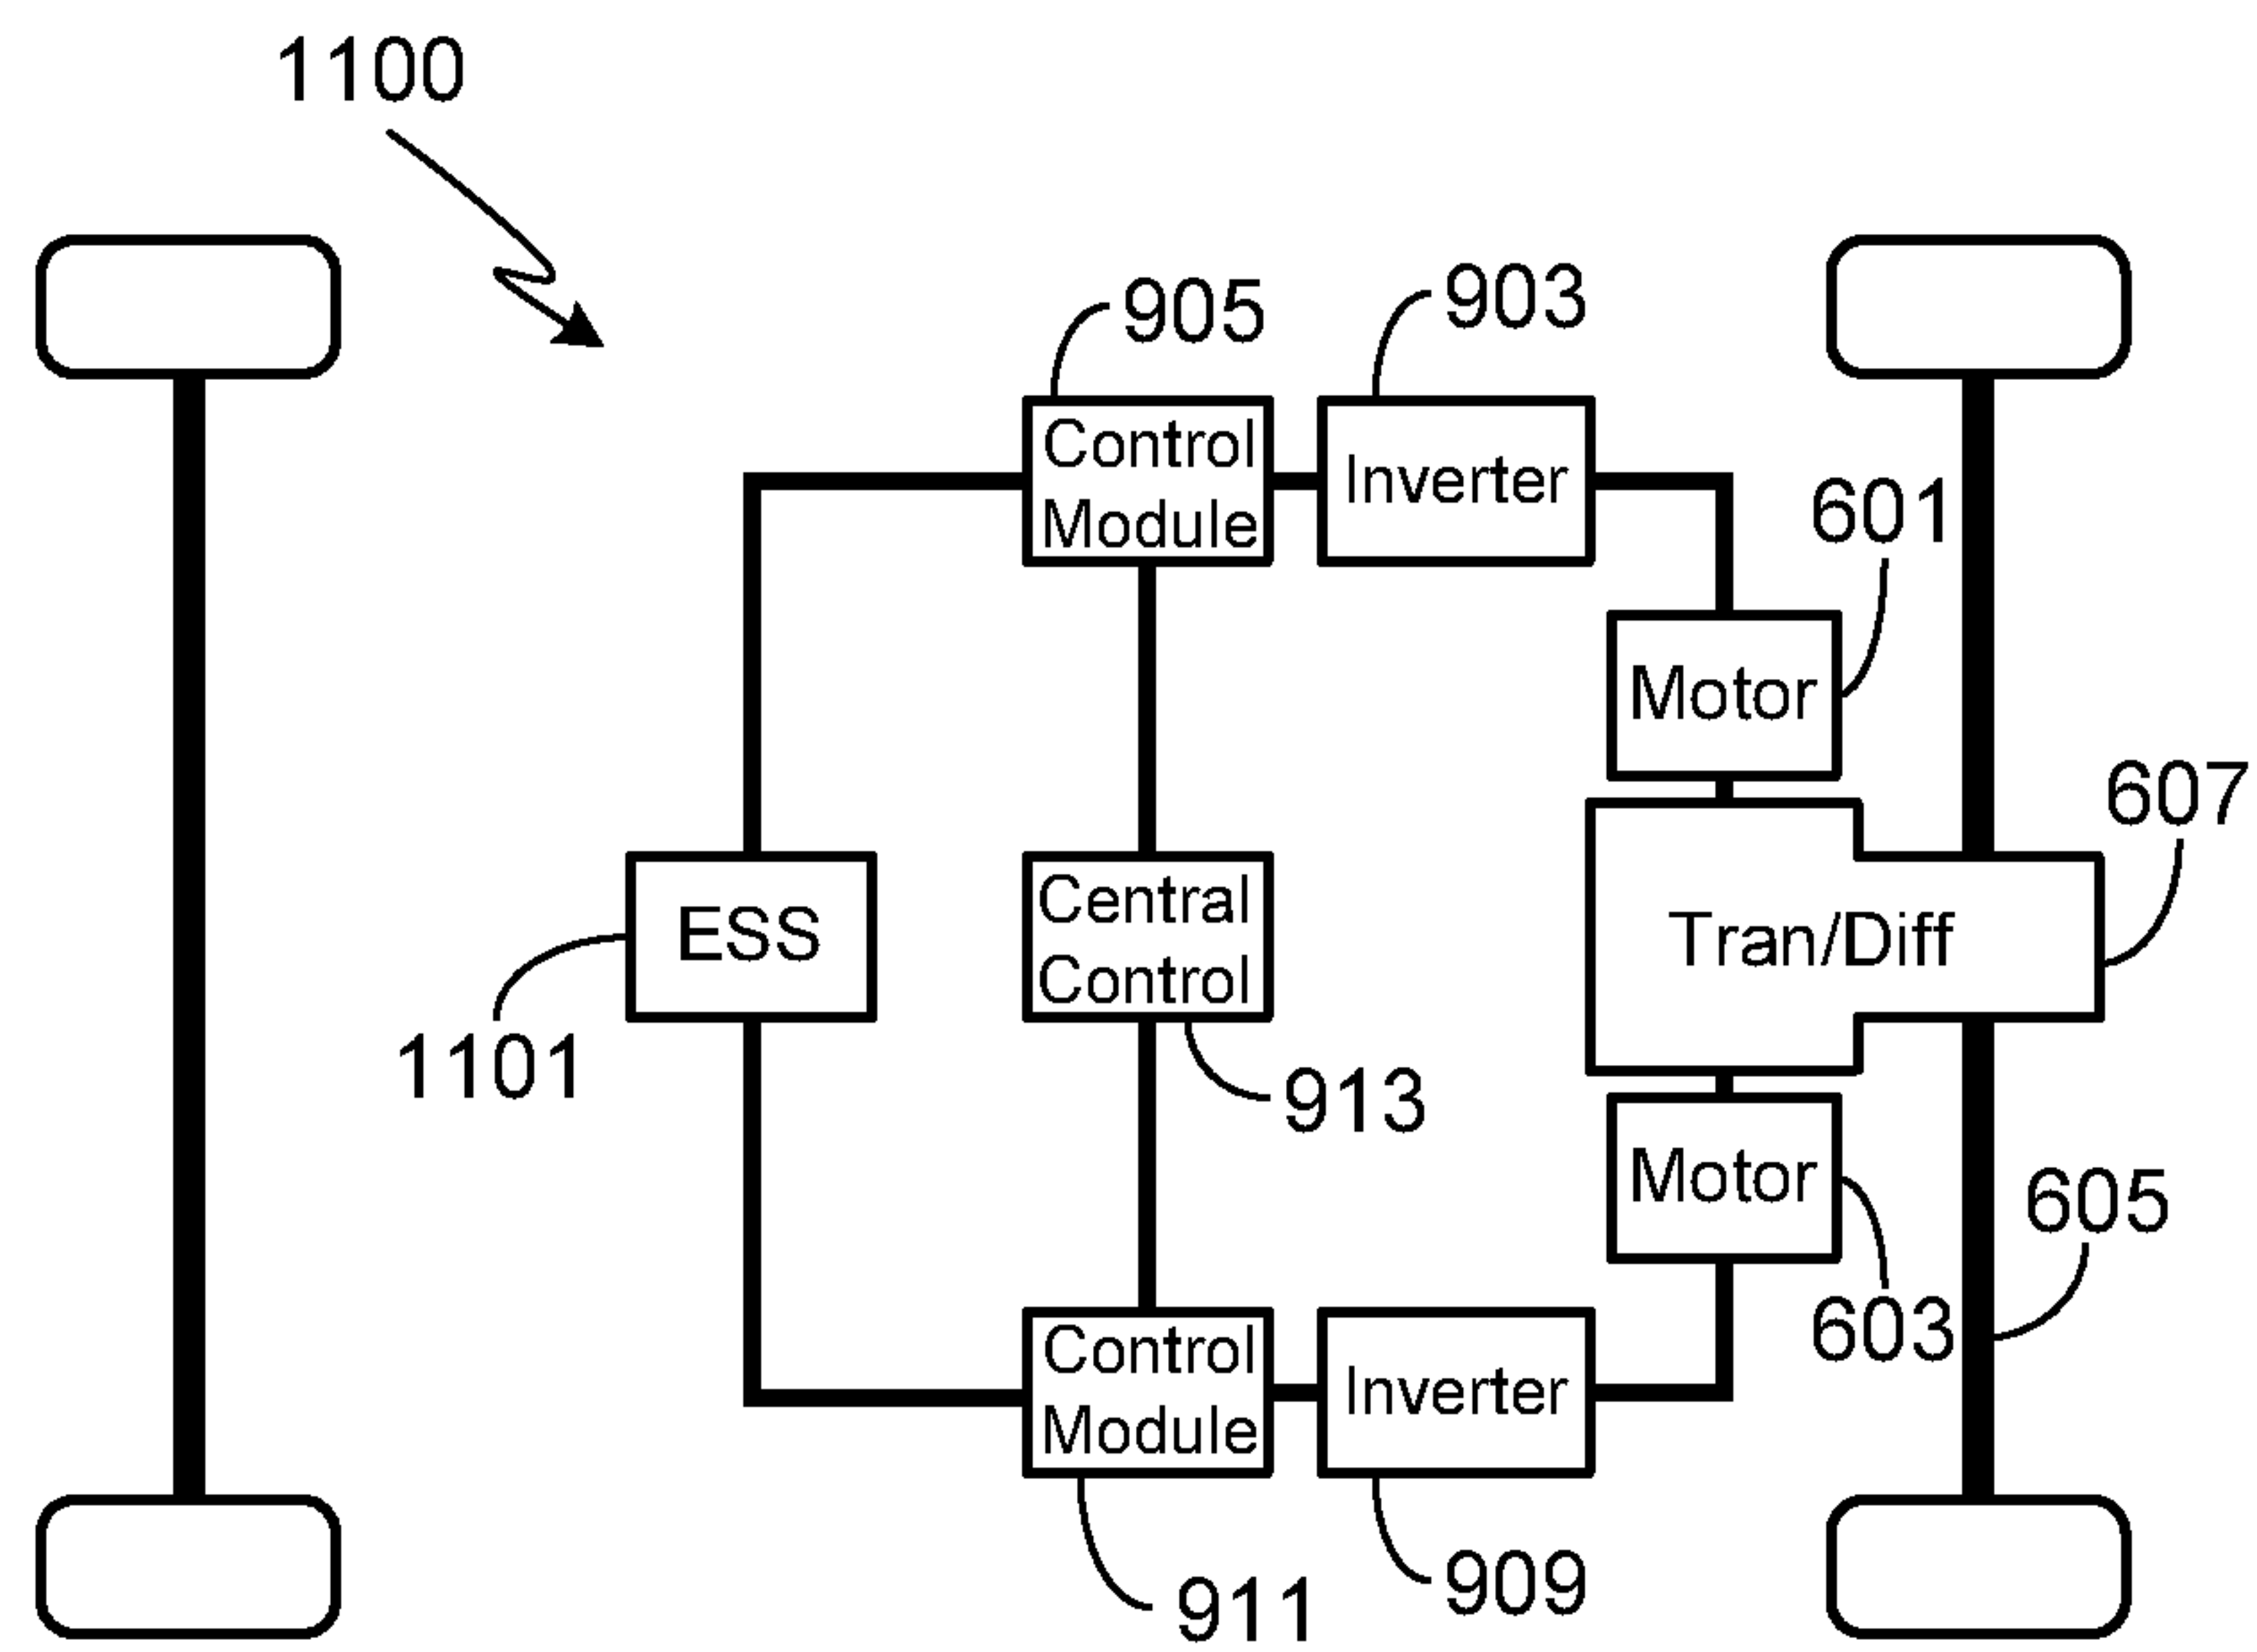 1100
905
903
Control
Module
Inverter
601
Motor
607
ESS
Central
Control
Tran/Diff
1101
913
Motor
605
603
Control
Module
Inverter
911
909